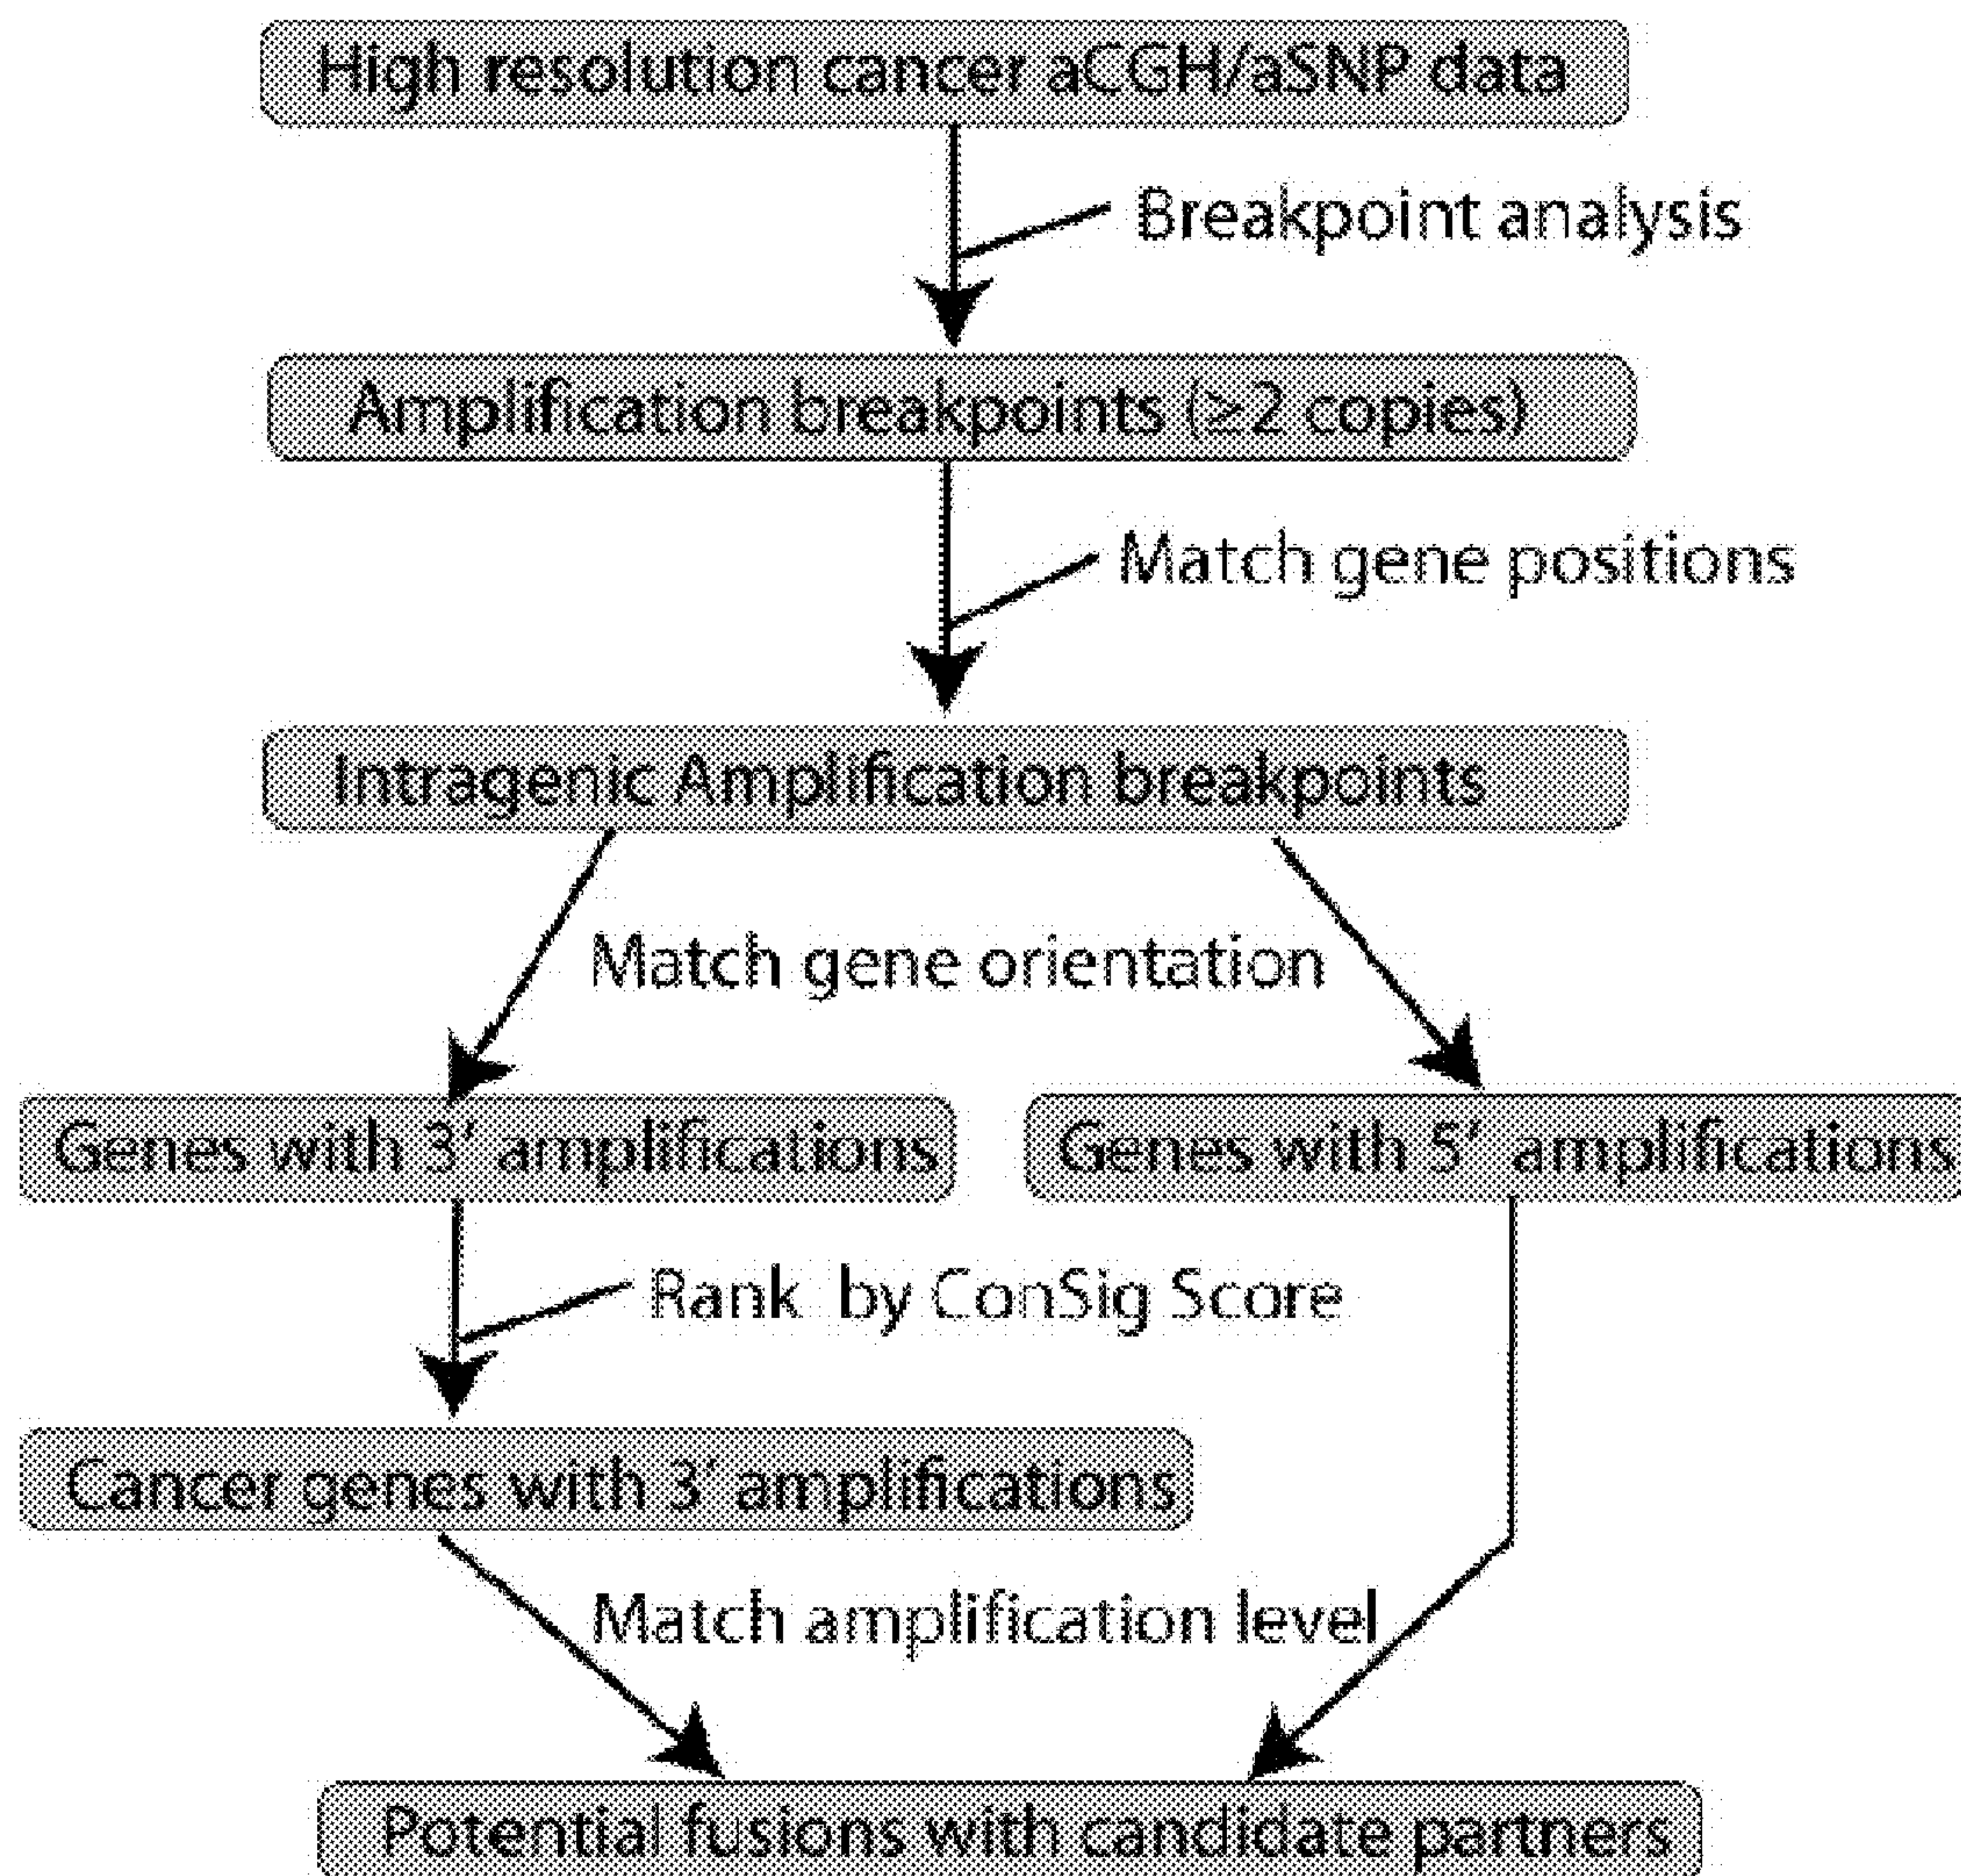 High resolution cancer aCGH/aSNP data
Breakpoint analysis
Amplification breakpoints (≥2 copies)
Match gene positions
Intragenic Amplification breakpoints
Match gene orientation
Genes with 3' amplifications
Genes with 5' amplifications
Rank by ConSig Score
Cancer genes with 3' amplifications
Match amplification level
Potential fusions with candidate partners